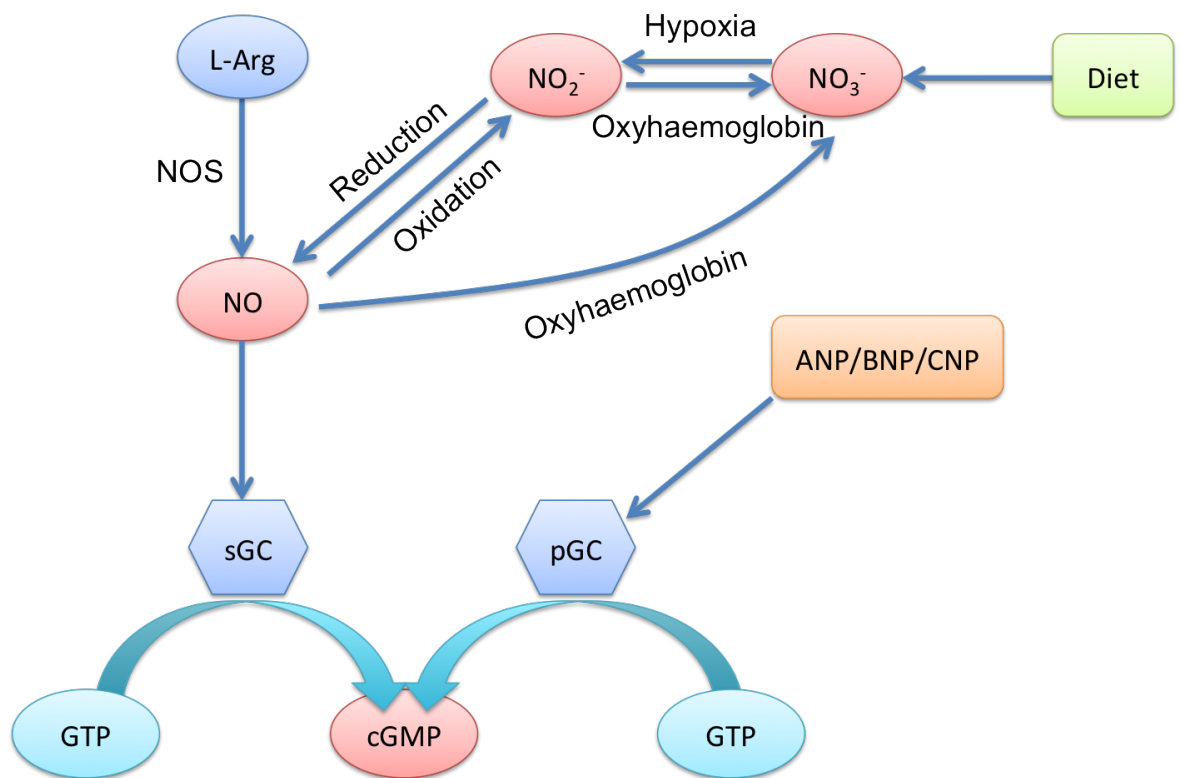 Hypoxia
L-Arg
NO₂⁻
NO₃⁻
Diet
Oxyhaemoglobin
Reduction
NOS
Oxidation
Oxyhaemoglobin
NO
ANP/BNP/CNP
sGC
pGC
GTP
cGMP
GTP